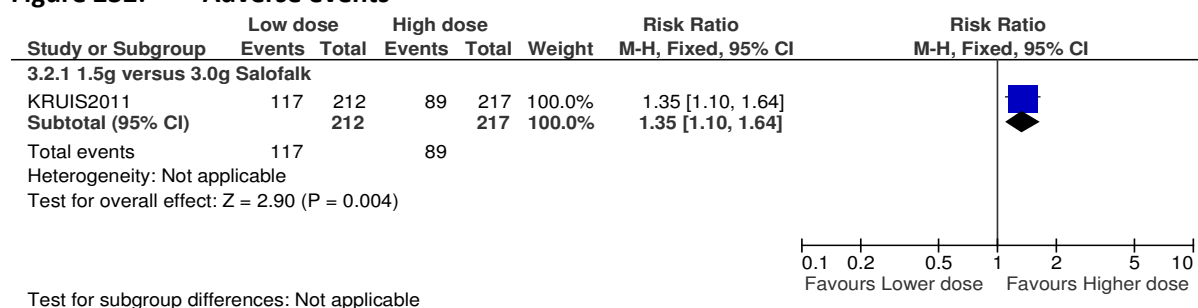 Figure 232: Adverse events
Low dose High dose Risk Ratio Risk Ratio
Study or Subgroup Events Total Events Total Weight M-H, Fixed, 95% CI M-H, Fixed, 95% CI
3.2.1 1.5g versus 3.0g Salofalk
KRUIS2011 117 212 89 217 100.0% 1.35 [1.10, 1.64]
Subtotal (95% CI) 212 217 100.0% 1.35 [1.10, 1.64]
Total events 117 89
Heterogeneity: Not applicable
Test for overall effect: Z = 2.90 (P = 0.004)
0.1 0.2 0.5 1 2 5 10
Favours Lower dose Favours Higher dose
Test for subgroup differences: Not applicable